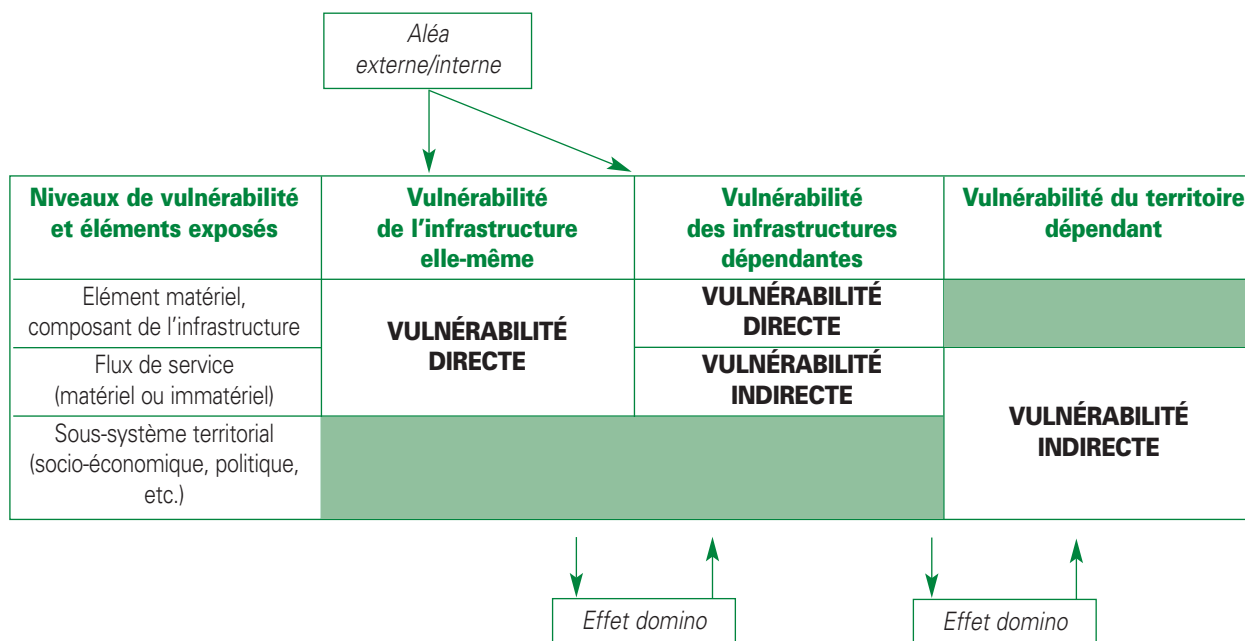 Aléa
externe/interne
Niveaux de vulnérabilité
et éléments exposés
Vulnérabilité
de l'infrastructure
elle-même
Vulnérabilité
des infrastructures
dépendantes
Vulnérabilité du territoire
dépendant
Elément matériel,
composant de l'infrastructure
VULNÉRABILITÉ
DIRECTE
VULNÉRABILITÉ
DIRECTE
Flux de service
(matériel ou immatériel)
VULNÉRABILITÉ
INDIRECTE
VULNÉRABILITÉ
INDIRECTE
Sous-système territorial
(socio-économique, politique,
etc.)
Effet domino
Effet domino